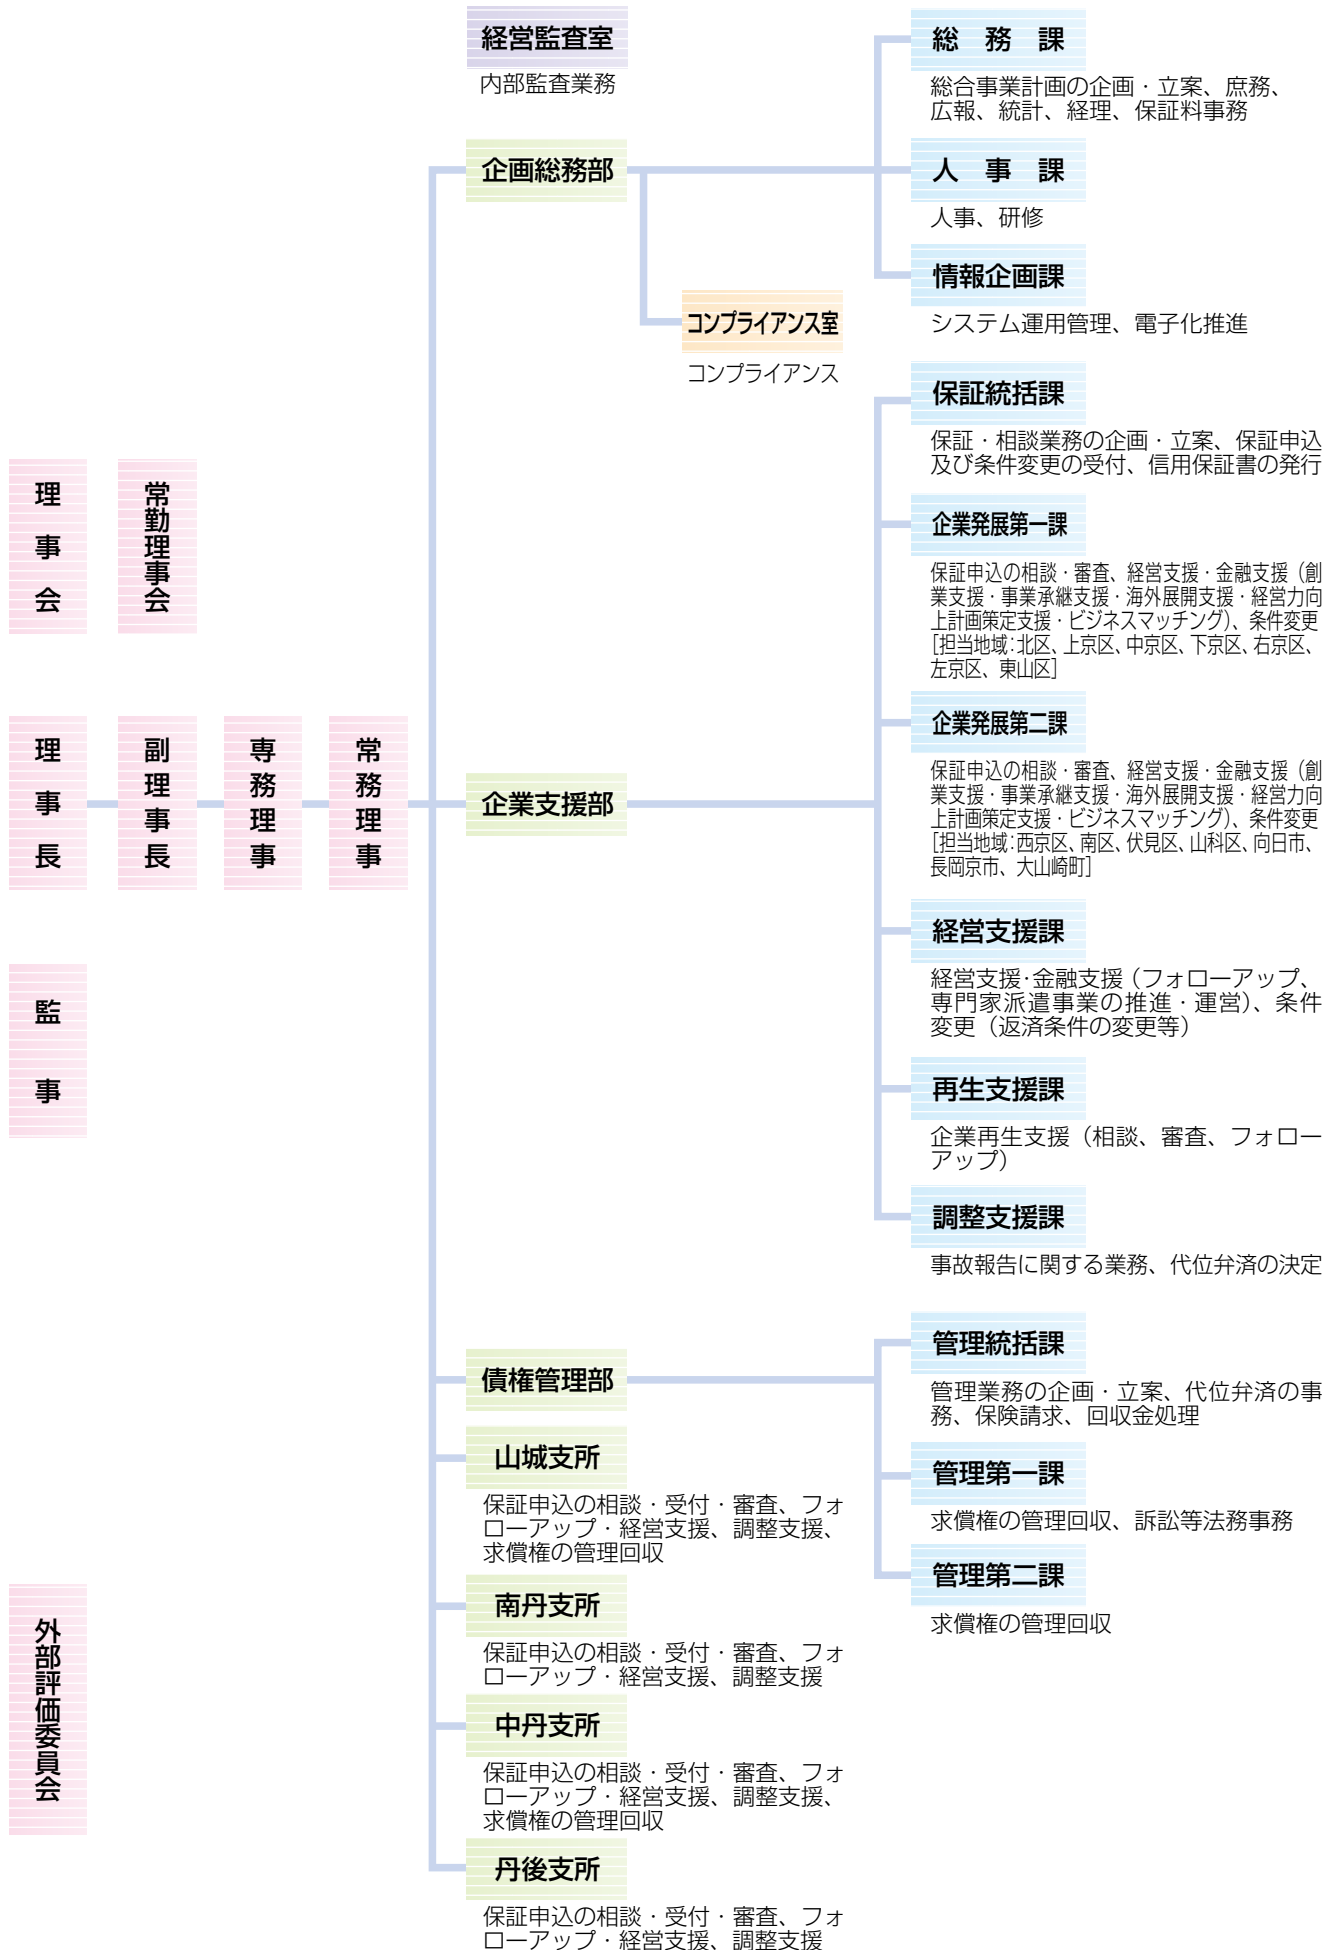 理事会
常勤理事会
理事長
副理事長
専務理事
常務理事
監事
外部評価委員会
経営監査室
内部監査業務
企画総務部
コンプライアンス室
コンプライアンス
総務課
総合事業計画の企画・立案、庶務、
広報、統計、経理、保証料事務
人事課
人事、研修
情報企画課
システム運用管理、電子化推進
企業支援部
保証統括課
保証・相談業務の企画・立案、保証申込
及び条件変更の受付、信用保証書の発行
企業発展第一課
保証申込の相談・審査、経営支援・金融支援（創
業支援・事業承継支援・海外展開支援・経営力向
上計画策定支援・ビジネスマッチング）、条件変更
［担当地域：北区、上京区、中京区、下京区、右京区、
左京区、東山区］
企業発展第二課
保証申込の相談・審査、経営支援・金融支援（創
業支援・事業承継支援・海外展開支援・経営力向
上計画策定支援・ビジネスマッチング）、条件変更
［担当地域：西京区、南区、伏見区、山科区、向日市、
長岡京市、大山崎町］
経営支援課
経営支援・金融支援（フォローアップ、
専門家派遣事業の推進・運営）、条件
変更（返済条件の変更等）
再生支援課
企業再生支援（相談、審査、フォロー
アップ）
調整支援課
事故報告に関する業務、代位弁済の決定
債権管理部
管理統括課
管理業務の企画・立案、代位弁済の事
務、保険請求、回収金処理
管理第一課
求償権の管理回収、訴訟等法務事務
管理第二課
求償権の管理回収
山城支所
保証申込の相談・受付・審査、フォ
ローアップ・経営支援、調整支援、
求償権の管理回収
南丹支所
保証申込の相談・受付・審査、フォ
ローアップ・経営支援、調整支援
中丹支所
保証申込の相談・受付・審査、フォ
ローアップ・経営支援、調整支援、
求償権の管理回収
丹後支所
保証申込の相談・受付・審査、フォ
ローアップ・経営支援、調整支援